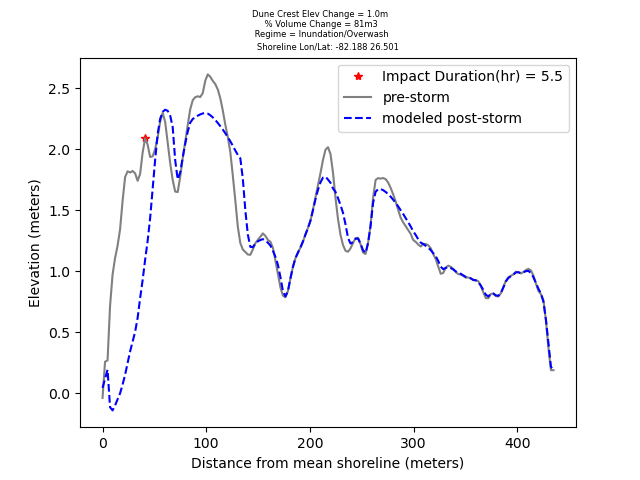 Dune Crest Elev Change = 1.0m
% Volume Change = 81m3
Regime = Inundation/Overwash
Shoreline Lon/Lat: -82.188 26.501
Impact Duration(hr) = 5.5
pre-storm
modeled post-storm
Elevation (meters)
2.5
2.0
1.5
1.0
0.5
0.0
0 100 200 300 400
Distance from mean shoreline (meters)